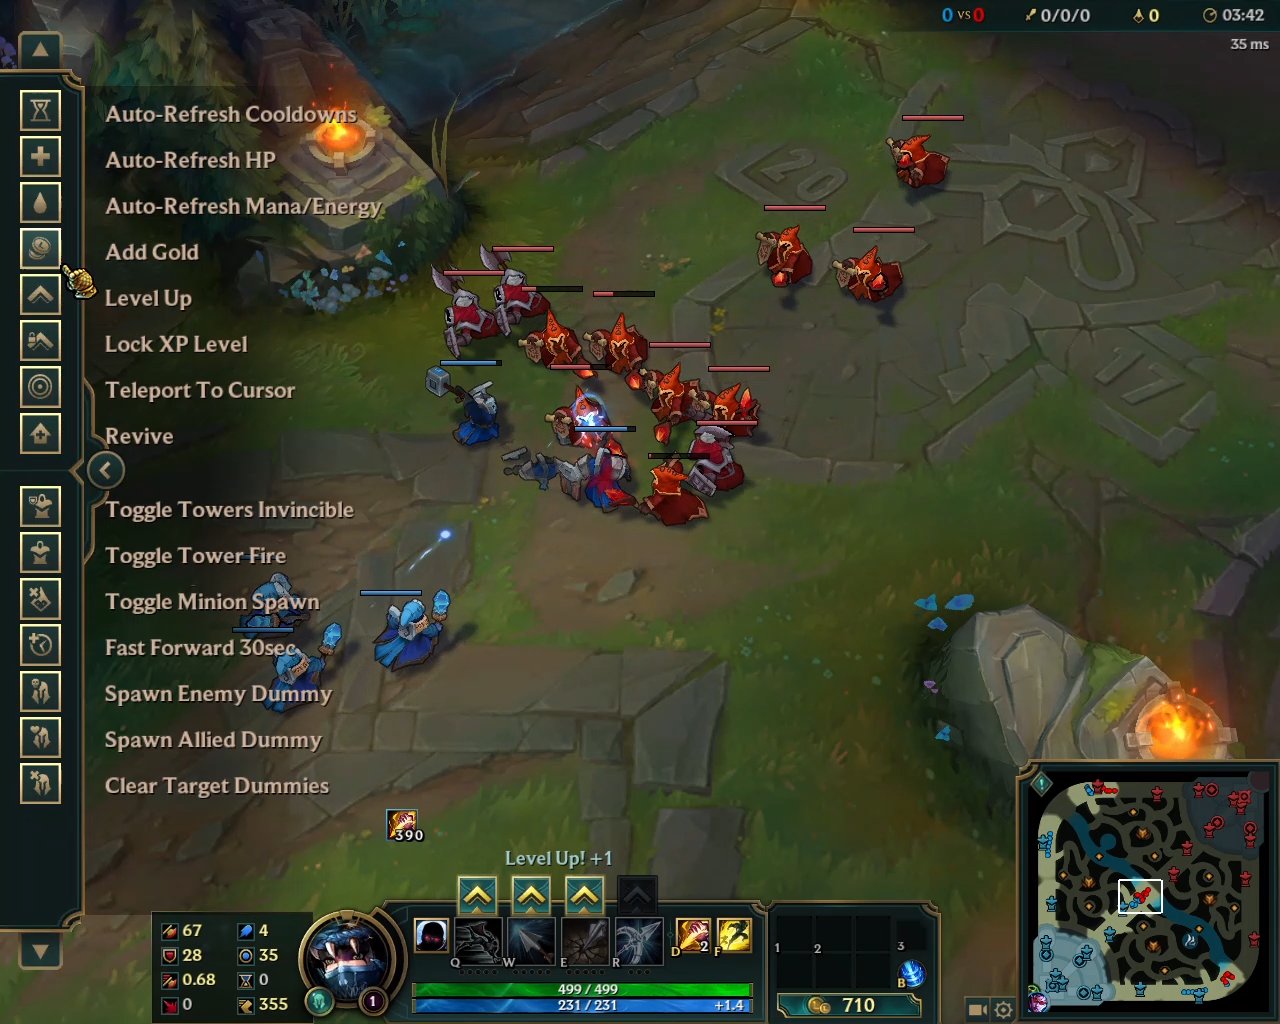 0 vs 0 0/0/0 0 03:42
35 ms
Auto-Refresh Cooldowns
Auto-Refresh HP
Auto-Refresh Mana/Energy
Add Gold
Level Up
Lock XP Level
Teleport To Cursor
Revive
Toggle Towers Invincible
Toggle Tower Fire
Toggle Minion Spawn
Fast Forward 30sec
Spawn Enemy Dummy
Spawn Allied Dummy
Clear Target Dummies
390
Level Up! +1
67 4
28 35
0.68 0
0 355
1
Q W E R D 2 F
499 / 499
231 / 231 +1.4
1 2 3
B
710